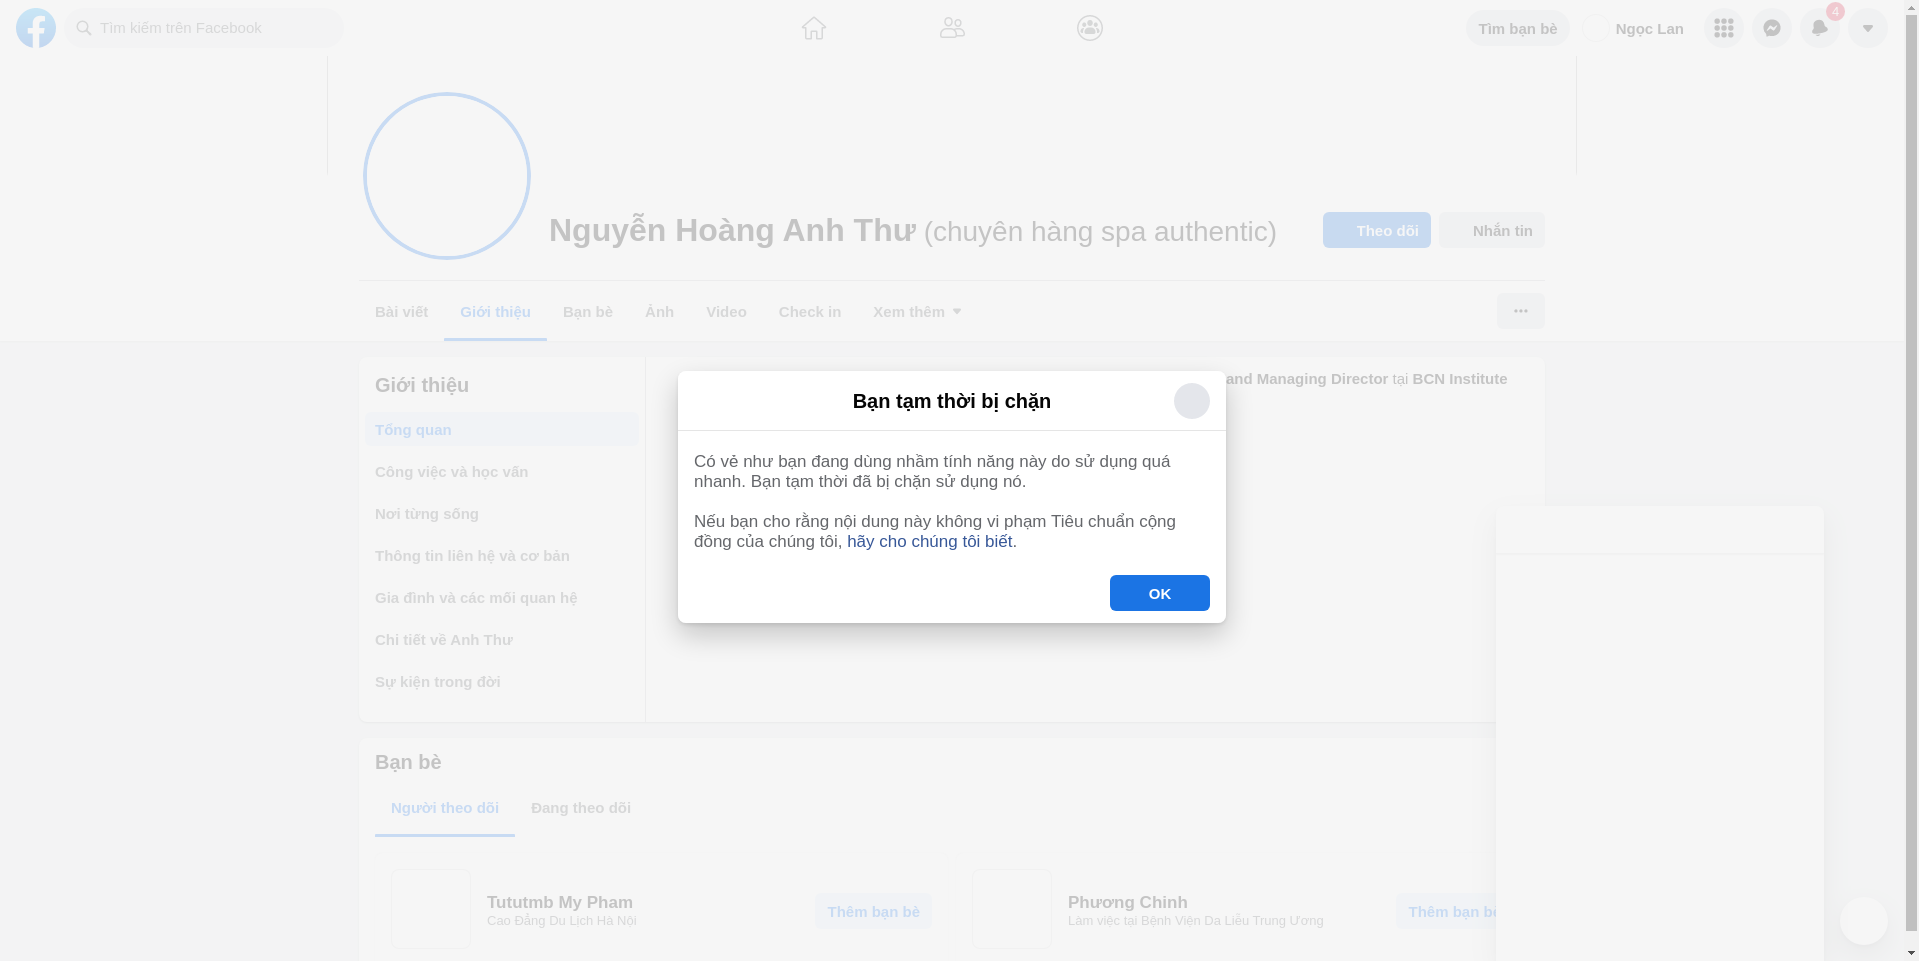 Tìm kiếm trên Facebook
Tìm bạn bè
Ngọc Lan
4
Nguyễn Hoàng Anh Thư (chuyên hàng spa authentic)
Theo dõi
Nhắn tin
Bài viết
Giới thiệu
Bạn bè
Ảnh
Video
Check in
Xem thêm
Giới thiệu
Tổng quan
Công việc và học vấn
Nơi từng sống
Thông tin liên hệ và cơ bản
Gia đình và các mối quan hệ
Chi tiết về Anh Thư
Sự kiện trong đời
and Managing Director tại BCN Institute
Bạn tạm thời bị chặn
Có vẻ như bạn đang dùng nhầm tính năng này do sử dụng quá
nhanh. Bạn tạm thời đã bị chặn sử dụng nó.
Nếu bạn cho rằng nội dung này không vi phạm Tiêu chuẩn cộng
đồng của chúng tôi, hãy cho chúng tôi biết.
OK
Bạn bè
Người theo dõi
Đang theo dõi
Tututmb My Pham
Cao Đẳng Du Lịch Hà Nội
Thêm bạn bè
Phương Chinh
Làm việc tại Bệnh Viện Da Liễu Trung Ương
Thêm bạn bè